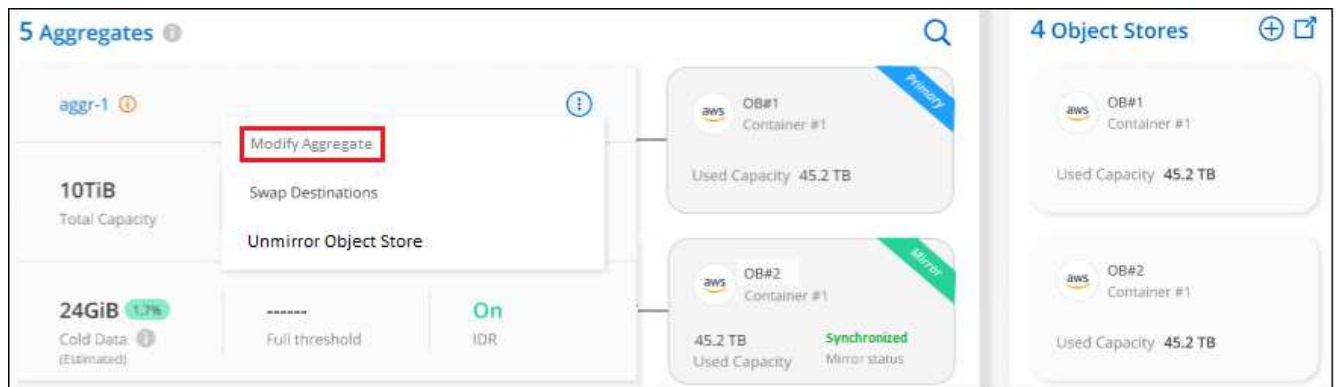 5 Aggregates
aggr-1
Modify Aggregate
Swap Destinations
Unmirror Object Store
10TiB
Total Capacity
24GiB 1.7%
Cold Data
(Estimated)
------
Full threshold
On
IDR
Primary
aws
OB#1
Container #1
Used Capacity 45.2 TB
Mirror
aws
OB#2
Container #1
45.2 TB
Used Capacity
Synchronized
Mirror status
4 Object Stores
aws
OB#1
Container #1
Used Capacity 45.2 TB
aws
OB#2
Container #1
Used Capacity 45.2 TB